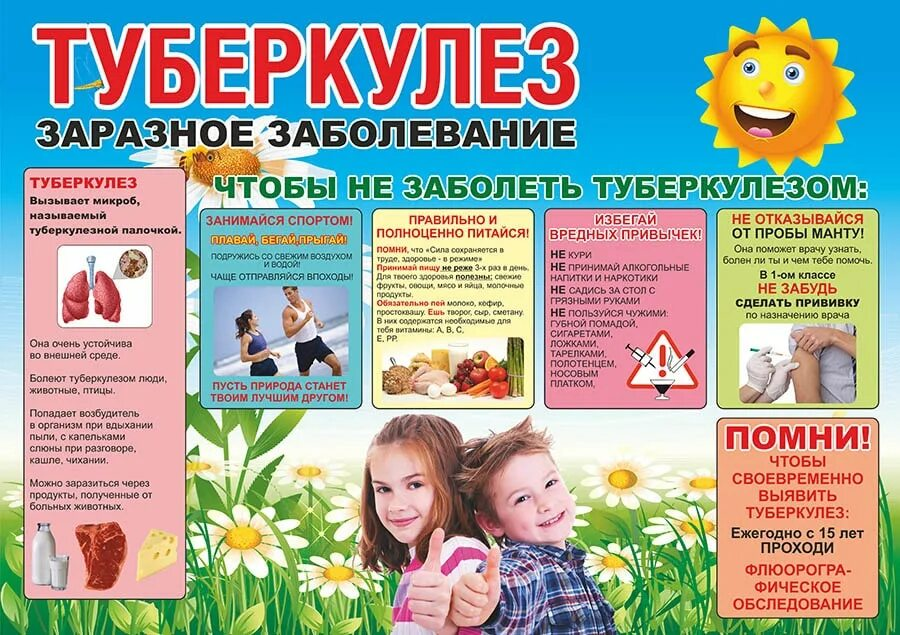 ТУБЕРКУЛЕЗ
ЗАРАЗНОЕ ЗАБОЛЕВАНИЕ
ТУБЕРКУЛЕЗ
Вызывает микроб,
называемый
туберкулезной палочкой.
Она очень устойчива
во внешней среде.
Болеют туберкулезом люди,
животные, птицы.
Попадает возбудитель
в организм при вдыхании
пыли, с капельками
слюны при разговоре,
кашле, чихании.
Можно заразиться через
продукты, полученные от
больных животных.
ЧТОБЫ НЕ ЗАБОЛЕТЬ ТУБЕРКУЛЕЗОМ:
ЗАНИМАЙСЯ СПОРТОМ!
ПЛАВАЙ, БЕГАЙ,ПРЫГАЙ!
ПОДРУЖИСЬ СО СВЕЖИМ ВОЗДУХОМ
И ВОДОЙ!
ЧАЩЕ ОТПРАВЛЯЙСЯ ВПОХОДЫ!
ПУСТЬ ПРИРОДА СТАНЕТ
ТВОИМ ЛУЧШИМ ДРУГОМ!
ПРАВИЛЬНО И
ПОЛНОЦЕННО ПИТАЙСЯ!
ПОМНИ, что «Сила сохраняется в
труде, здоровье - в режиме»
Принимай пищу не реже 3-х раз в день.
Для твоего здоровья полезны: свежие
фрукты, овощи, мясо и яйца, молочные
продукты.
Обязательно пей молоко, кефир,
простоквашу. Ешь творог, сыр, сметану.
В них содержатся необходимые для
тебя витамины: А, В, С,
Е, РР.
ИЗБЕГАЙ
ВРЕДНЫХ ПРИВЫЧЕК!
НЕ КУРИ
НЕ ПРИНИМАЙ АЛКОГОЛЬНЫЕ
НАПИТКИ И НАРКОТИКИ
НЕ САДИСЬ ЗА СТОЛ С
ГРЯЗНЫМИ РУКАМИ
НЕ ПОЛЬЗУЙСЯ ЧУЖИМИ:
ГУБНОЙ ПОМАДОЙ,
СИГАРЕТАМИ,
ЛОЖКАМИ,
ТАРЕЛКАМИ,
ПОЛОТЕНЦЕМ,
НОСОВЫМ
ПЛАТКОМ,
НЕ ОТКАЗЫВАЙСЯ
ОТ ПРОБЫ МАНТУ!
Она поможет врачу узнать,
болен ли ты и чем тебе помочь.
В 1-ом классе
НЕ ЗАБУДЬ
СДЕЛАТЬ ПРИВИВКУ
по назначению врача
ПОМНИ!
ЧТОБЫ
СВОЕВРЕМЕННО
ВЫЯВИТЬ
ТУБЕРКУЛЕЗ:
Ежегодно с 15 лет
ПРОХОДИ
ФЛЮОРОГРА-
ФИЧЕСКОЕ
ОБСЛЕДОВАНИЕ